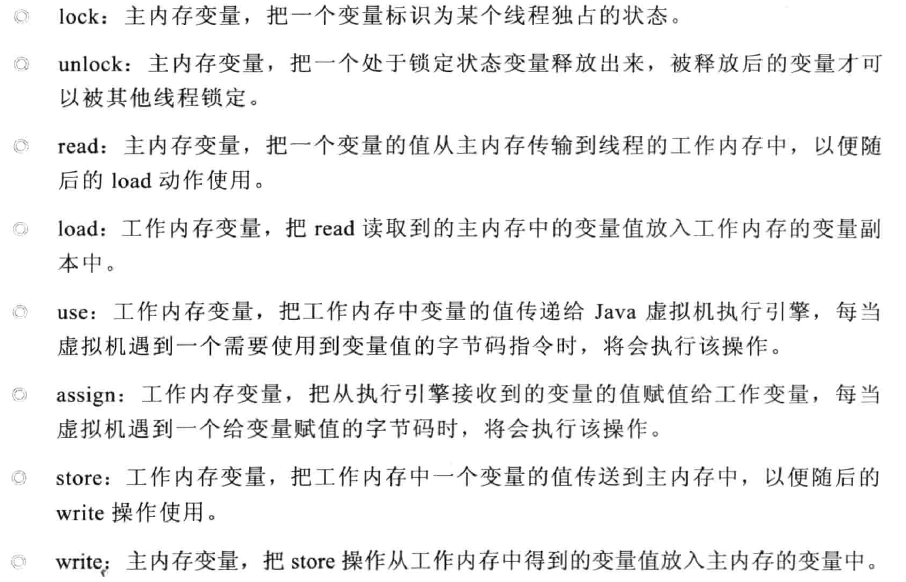 lock：主内存变量，把一个变量标识为某个线程独占的状态。
unlock：主内存变量，把一个处于锁定状态变量释放出来，被释放后的变量才可
以被其他线程锁定。
read：主内存变量，把一个变量的值从主内存传输到线程的工作内存中，以便随
后的 load 动作使用。
load：工作内存变量，把 read 读取到的主内存中的变量值放入工作内存的变量副
本中。
use：工作内存变量，把工作内存中变量的值传递给 Java 虚拟机执行引擎，每当
虚拟机遇到一个需要使用到变量值的字节码指令时，将会执行该操作。
assign：工作内存变量，把从执行引擎接收到的变量的值赋值给工作变量，每当
虚拟机遇到一个给变量赋值的字节码时，将会执行该操作。
store：工作内存变量，把工作内存中一个变量的值传送到主内存中，以便随后的
write 操作使用。
write：主内存变量，把 store 操作从工作内存中得到的变量值放入主内存的变量中。